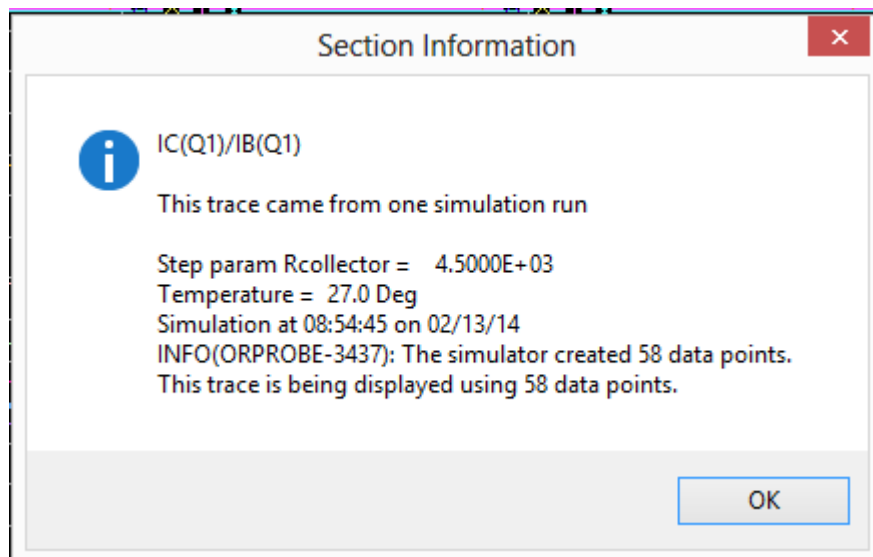 Section Information
IC(Q1)/IB(Q1)
This trace came from one simulation run
Step param Rcollector =    4.5000E+03
Temperature =  27.0 Deg
Simulation at 08:54:45 on 02/13/14
INFO(ORPROBE-3437): The simulator created 58 data points.
This trace is being displayed using 58 data points.
OK